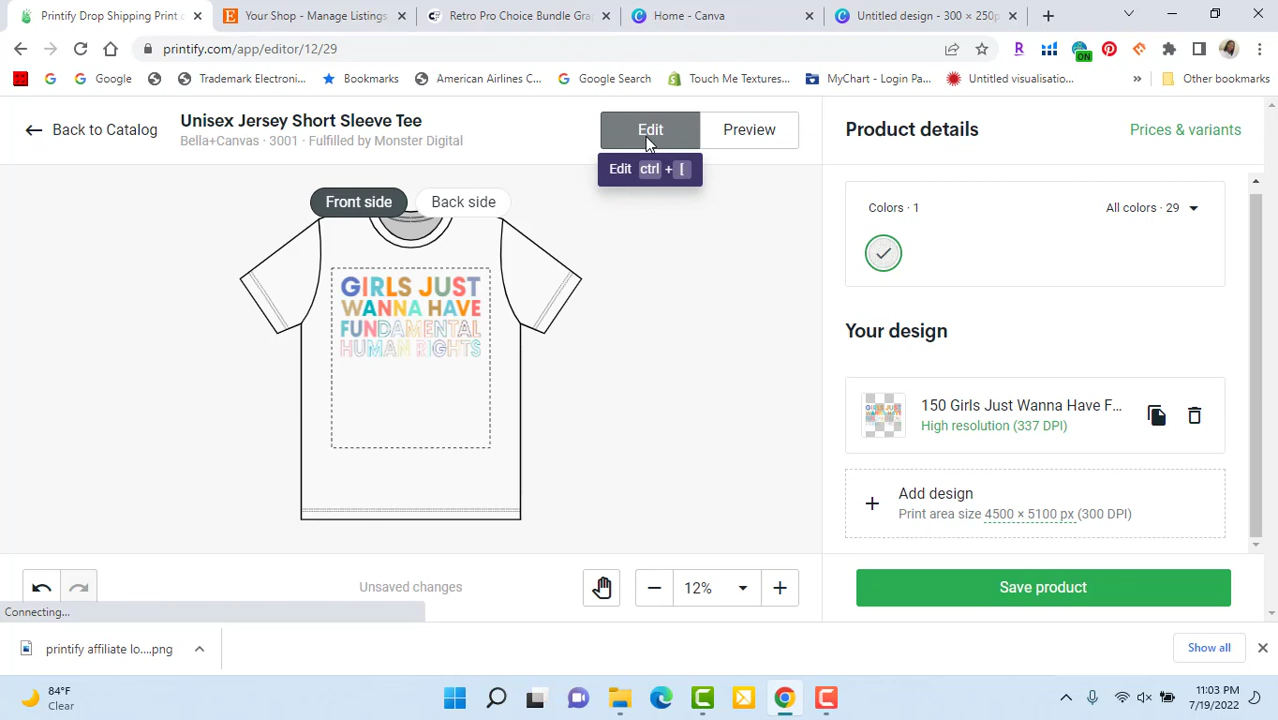 Printify Drop Shipping Print c
Your Shop - Manage Listings
Retro Pro Choice Bundle Gra
Home - Canva
Untitled design - 300 × 250p
printify.com/app/editor/12/29
ON
Google
Trademark Electroni...
Bookmarks
American Airlines C...
Google Search
Touch Me Textures...
MyChart - Login Pa...
Untitled visualisatio...
Other bookmarks
Back to Catalog
Unisex Jersey Short Sleeve Tee
Bella+Canvas · 3001 · Fulfilled by Monster Digital
Edit
Preview
Edit ctrl + [
Product details
Prices & variants
Front side
Back side
Colors · 1
All colors · 29
GIRLS JUST
WANNA HAVE
FUNDAMENTAL
HUMAN RIGHTS
Your design
150 Girls Just Wanna Have F...
High resolution (337 DPI)
Add design
Print area size 4500 × 5100 px (300 DPI)
Unsaved changes
12%
Save product
Connecting...
printify affiliate lo....png
Show all
84°F
Clear
11:03 PM
7/19/2022